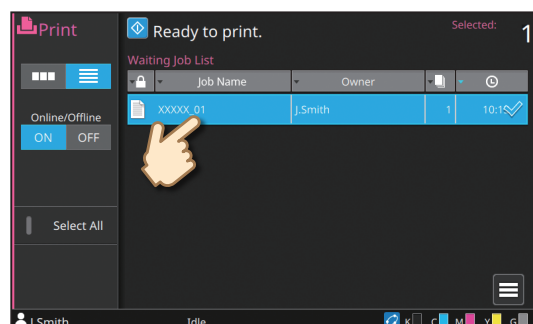 Print
Ready to print.
Selected:
1
Waiting Job List
Job Name
Owner
XXXXX_01
J.Smith
1
Online/Offline
ON
OFF
Select All
J.Smith
Idle
K
C
M
Y
G